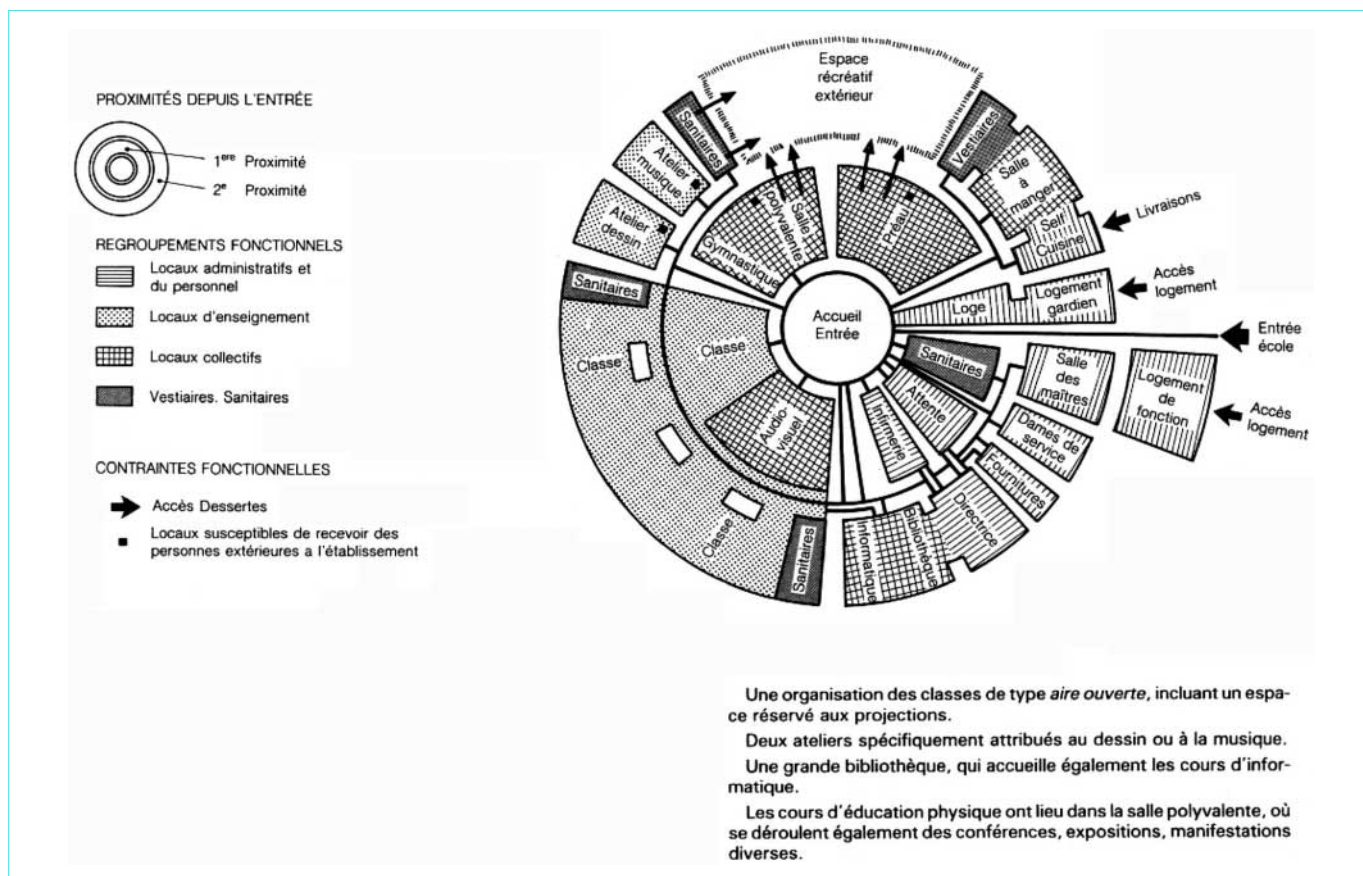 PROXIMITÉS DEPUIS L'ENTRÉE
1ere Proximité
2e Proximité
REGROUPEMENTS FONCTIONNELS
Locaux administratifs et
du personnel
Locaux d'enseignement
Locaux collectifs
Vestiaires. Sanitaires
CONTRAINTES FONCTIONNELLES
Accès Dessertes
Locaux susceptibles de recevoir des
personnes extérieures a l'établissement
Espace
récréatif
extérieur
Sanitaires
Atelier
musique
Atelier
dessin
Gymnastique
Salle
polyvalente
Préau
Vestiaires
Salle
à
manger
Self
Cuisine
Livraisons
Accès
logement
Loge
Logement
gardien
Accueil
Entrée
Entrée
école
Sanitaires
Classe
Classe
Classe
Audio-
visuel
Sanitaires
Sanitaires
Attente
Infirmerie
Salle
des
maîtres
Logement
de
fonction
Accès
logement
Dames de
service
Fournitures
Directrice
Bibliothèque
Informatique
Une organisation des classes de type aire ouverte, incluant un espa-
ce réservé aux projections.
Deux ateliers spécifiquement attribués au dessin ou à la musique.
Une grande bibliothèque, qui accueille également les cours d'infor-
matique.
Les cours d'éducation physique ont lieu dans la salle polyvalente, où
se déroulent également des conférences, expositions, manifestations
diverses.